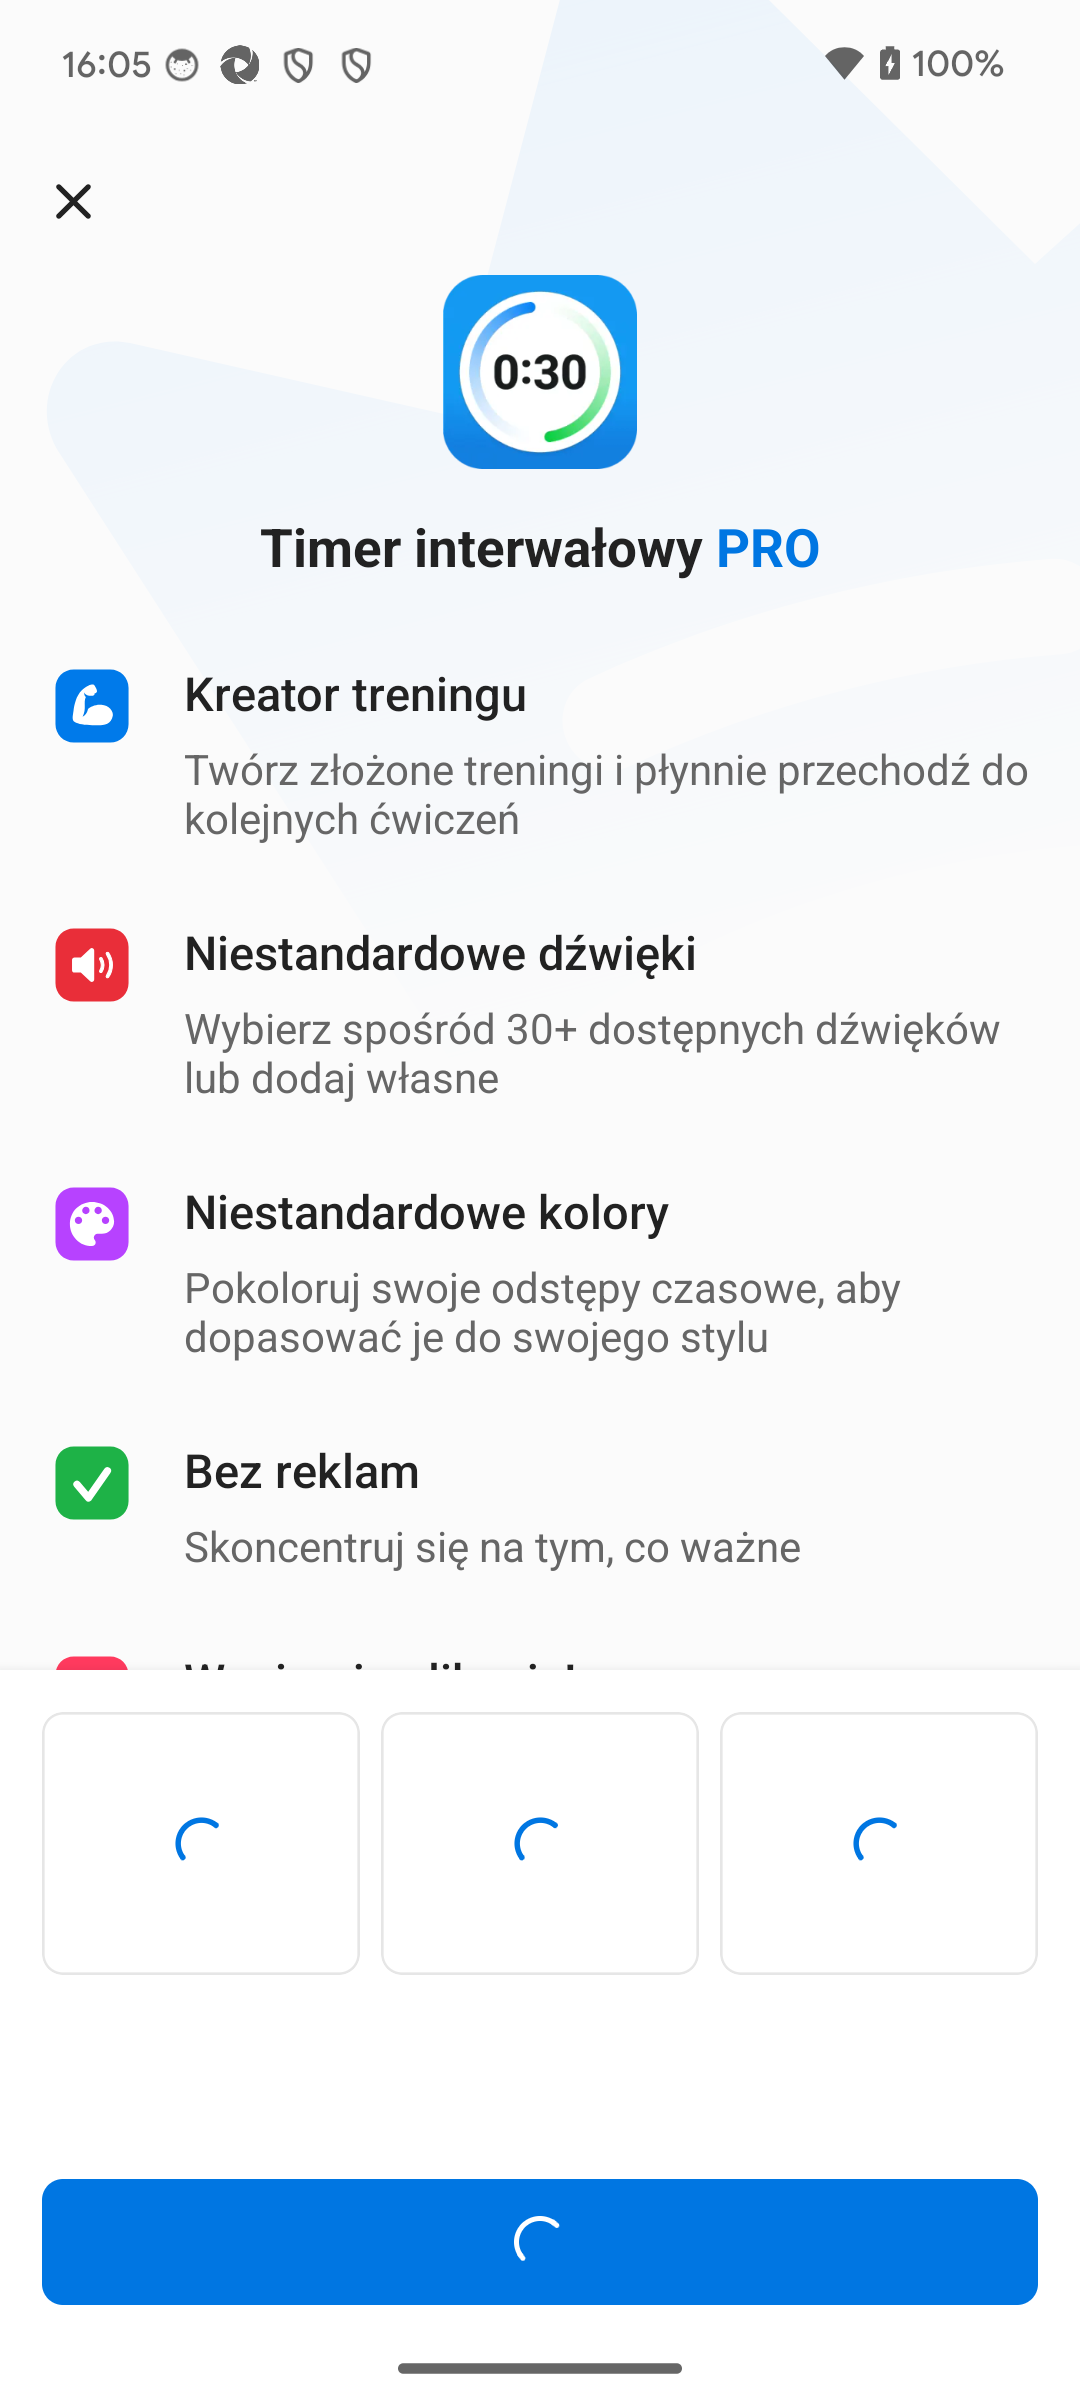 16:05
100%
0:30
Timer interwałowy PRO
Kreator treningu
Twórz złożone treningi i płynnie przechodź do
kolejnych ćwiczeń
Niestandardowe dźwięki
Wybierz spośród 30+ dostępnych dźwięków
lub dodaj własne
Niestandardowe kolory
Pokoloruj swoje odstępy czasowe, aby
dopasować je do swojego stylu
Bez reklam
Skoncentruj się na tym, co ważne